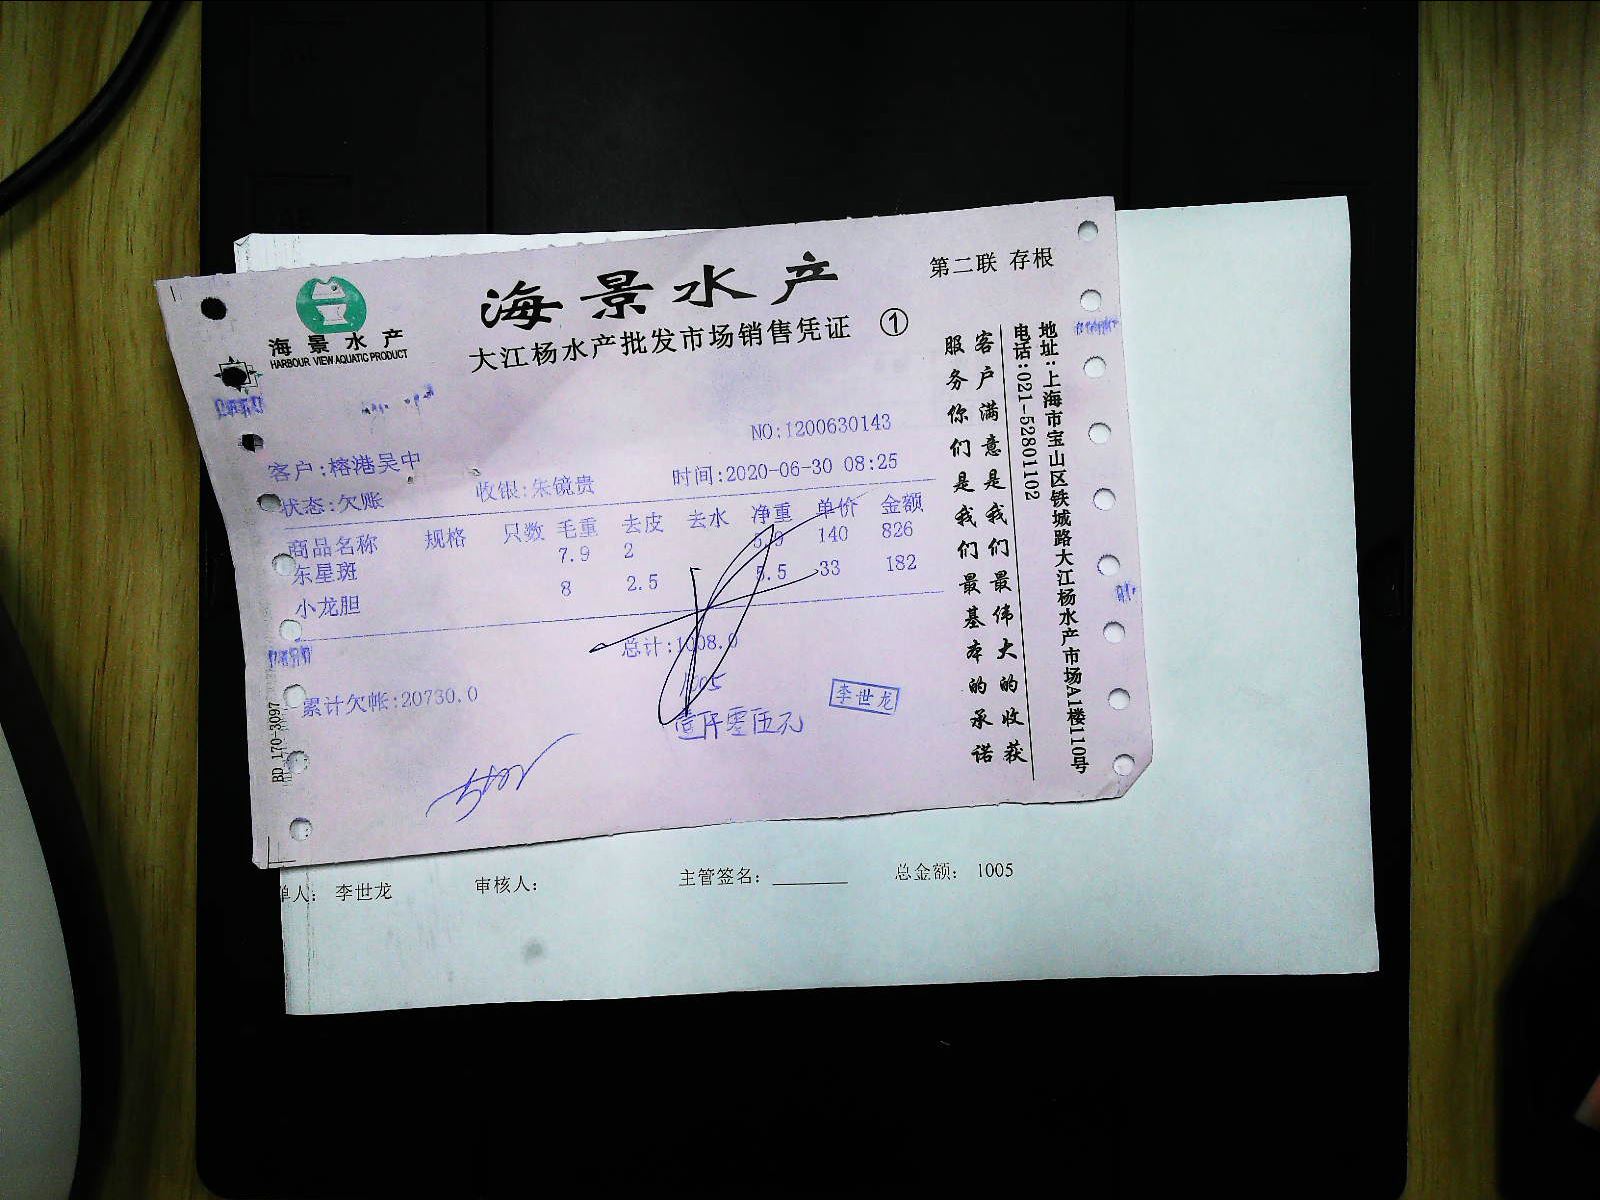 海景水产
HARBOUR VIEW AQUATIC PRODUCT
海景水产
大江杨水产批发市场销售凭证 ①
第二联 存根
NO:1200630143
客户:榕港吴中
状态:欠账 收银:朱镜贵 时间:2020-06-30 08:25
商品名称 规格 只数 毛重 去皮 去水 净重 单价 金额
东星斑 7.9 2 5.9 140 826
小龙胆 8 2.5 5.5 33 182
总计:1008.0
累计欠帐:20730.0
1005
壹仟零伍元
李世龙
BD 170-3097
客户满意是我们最伟大的收获
服务你们是我们最基本的承诺
地址:上海市宝山区铁城路大江杨水产市场A1楼110号
电话:021-52801102
单人: 李世龙 审核人: 主管签名: 总金额: 1005